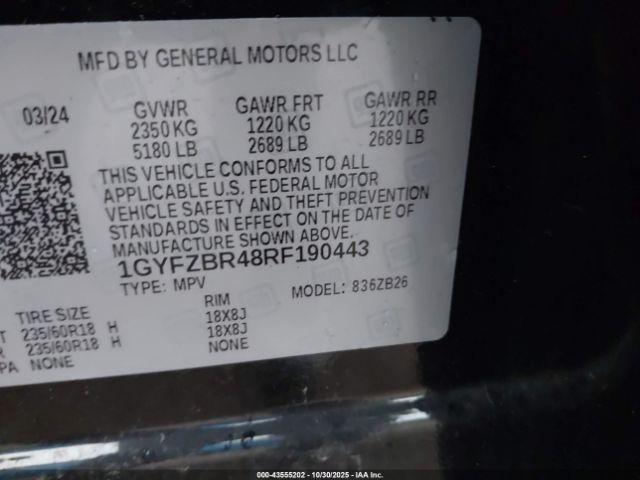 MFD BY GENERAL MOTORS LLC
03/24 GVWR GAWR FRT GAWR RR
2350 KG 1220 KG 1220 KG
5180 LB 2689 LB 2689 LB
THIS VEHICLE CONFORMS TO ALL
APPLICABLE U.S. FEDERAL MOTOR
VEHICLE SAFETY AND THEFT PREVENTION
STANDARDS IN EFFECT ON THE DATE OF
MANUFACTURE SHOWN ABOVE.
1GYFZBR48RF190443
TYPE: MPV MODEL: 836ZB26
TIRE SIZE RIM
T 235/60R18 H 18X8J
R 235/60R18 H 18X8J
PA NONE NONE
(00-43555202 - 10/30/2025 - IAA Inc.)